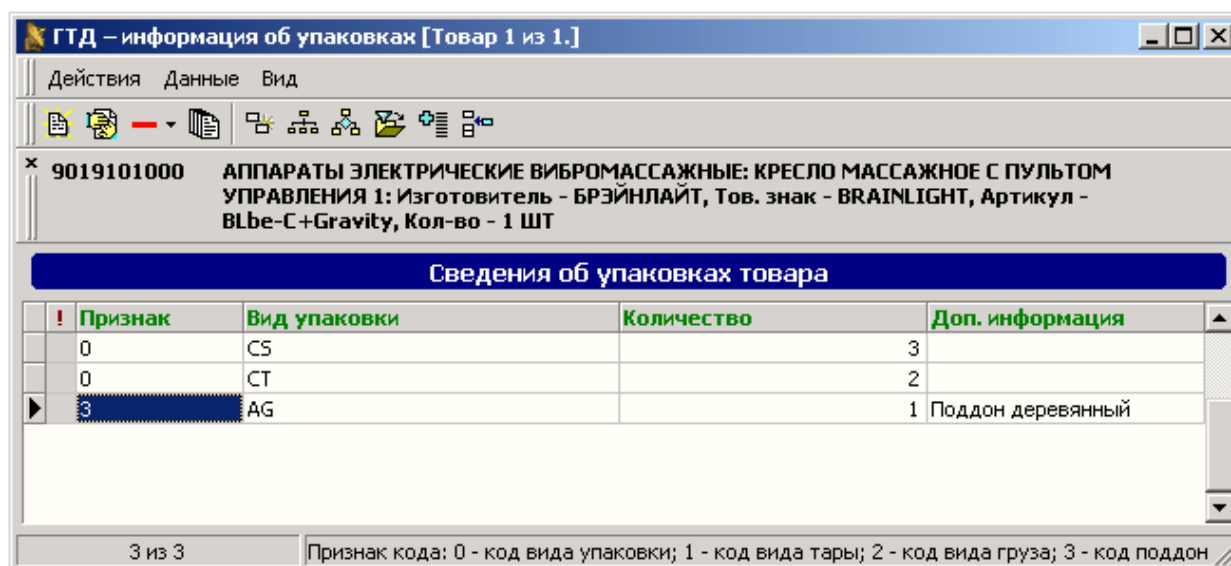 ГТД – информация об упаковках [Товар 1 из 1.]
Действия Данные Вид
9019101000 АППАРАТЫ ЭЛЕКТРИЧЕСКИЕ ВИБРОМАССАЖНЫЕ: КРЕСЛО МАССАЖНОЕ С ПУЛЬТОМ
УПРАВЛЕНИЯ 1: Изготовитель - БРЭЙНЛАЙТ, Тов. знак - BRAINLIGHT, Артикул -
BLbe-C+Gravity, Кол-во - 1 ШТ
Сведения об упаковках товара
! Признак Вид упаковки Количество Доп. информация
0 CS 3
0 CT 2
3 AG 1 Поддон деревянный
3 из 3 Признак кода: 0 - код вида упаковки; 1 - код вида тары; 2 - код вида груза; 3 - код поддон